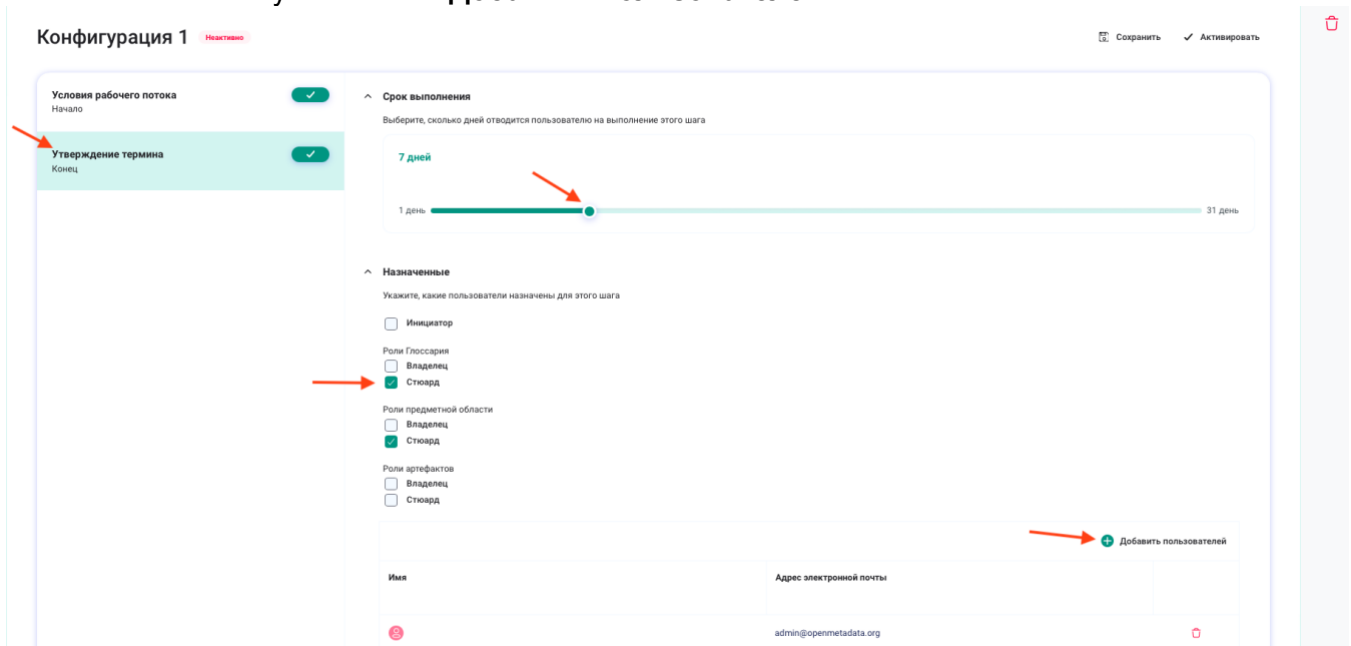 Конфигурация 1 Неактивно
Сохранить Активировать
Условия рабочего потока
Начало
Утверждение термина
Конец
Срок выполнения
Выберите, сколько дней отводится пользователю на выполнение этого шага
7 дней
1 день 31 день
Назначенные
Укажите, какие пользователи назначены для этого шага
Инициатор
Роли Глоссария
Владелец
Стюард
Роли предметной области
Владелец
Стюард
Роли артефактов
Владелец
Стюард
Добавить пользователей
Имя Адрес электронной почты
admin@openmetadata.org